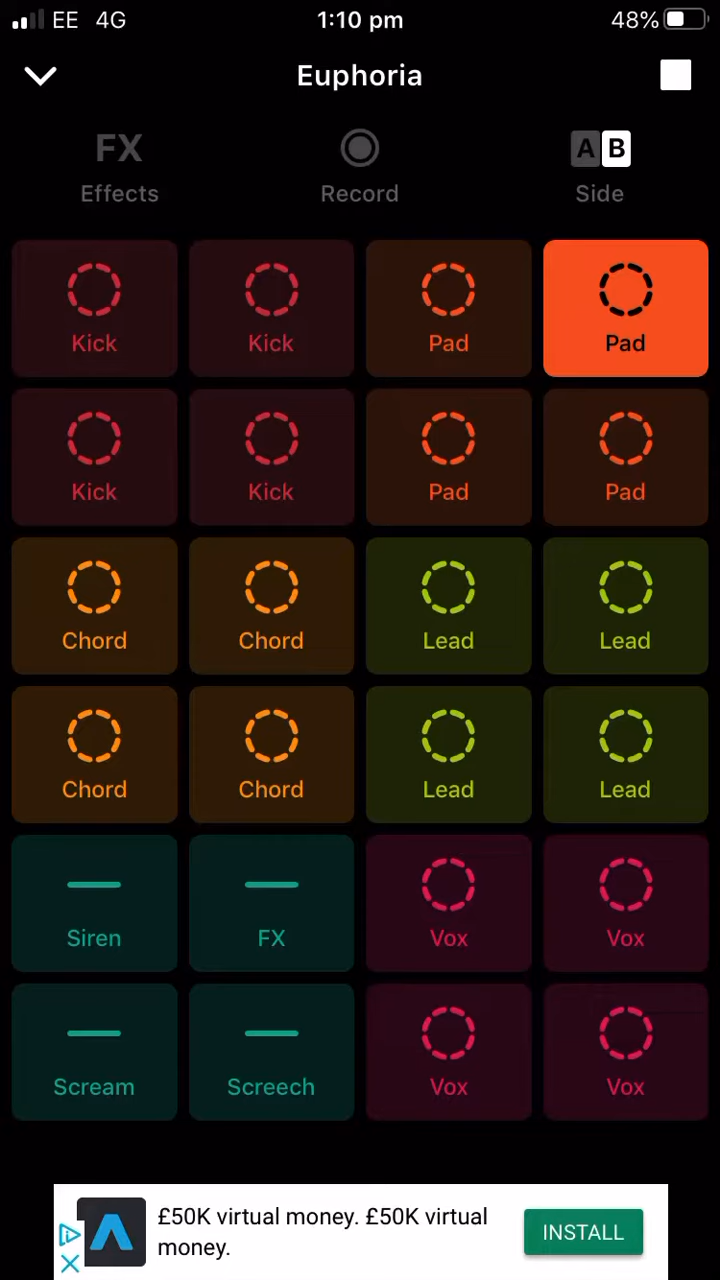 EE 4G 1:10 pm 48%
Euphoria
FX A B
Effects Record Side
Kick Kick Pad Pad
Kick Kick Pad Pad
Chord Chord Lead Lead
Chord Chord Lead Lead
Siren FX Vox Vox
Scream Screech Vox Vox
£50K virtual money. £50K virtual
money.
INSTALL